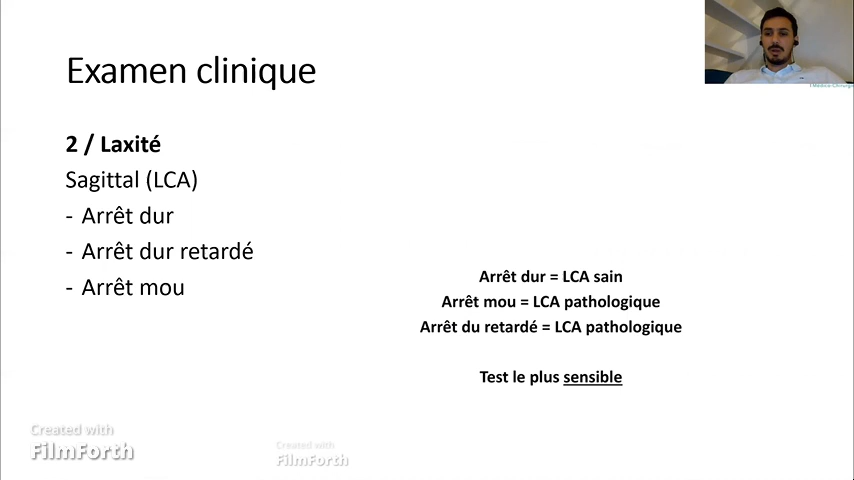 Examen clinique
2 / Laxité
Sagittal (LCA)
- Arrêt dur
- Arrêt dur retardé
- Arrêt mou
Arrêt dur = LCA sain
Arrêt mou = LCA pathologique
Arrêt du retardé = LCA pathologique
Test le plus sensible
Created with
FilmForth
Created with
FilmForth